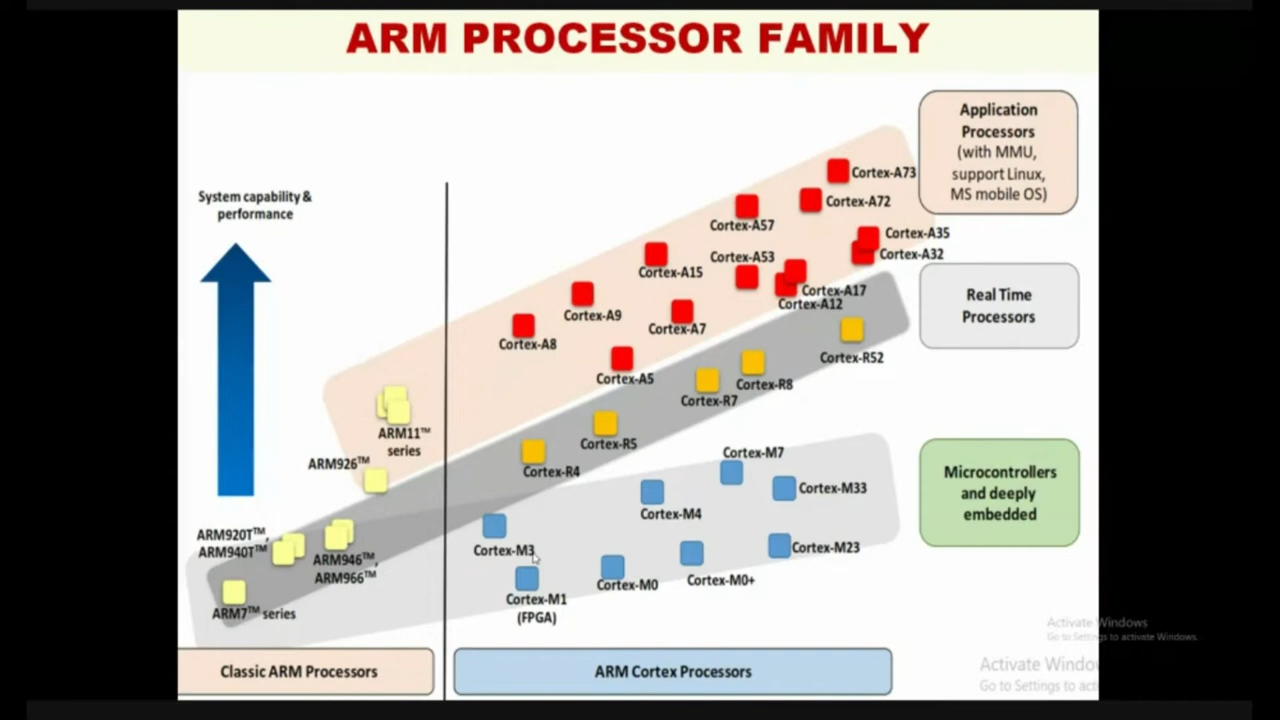 ARM PROCESSOR FAMILY
Application
Processors
(with MMU,
support Linux,
MS mobile OS)
System capability &
performance
Cortex-A73
Cortex-A72
Cortex-A57
Cortex-A35
Cortex-A32
Cortex-A53
Cortex-A15
Cortex-A17
Cortex-A12
Cortex-A9
Cortex-A7
Cortex-A8
Cortex-A5
Real Time
Processors
Cortex-R52
Cortex-R8
Cortex-R7
Cortex-R5
Cortex-R4
ARM11™
series
ARM926™
ARM920T™,
ARM940T™
ARM946™,
ARM966™
ARM7™ series
Cortex-M7
Cortex-M33
Cortex-M4
Cortex-M3
Cortex-M23
Cortex-M0+
Cortex-M0
Cortex-M1
(FPGA)
Microcontrollers
and deeply
embedded
Classic ARM Processors
ARM Cortex Processors
Activate Windows
Go to Settings to activate Windows.
Activate Windo
Go to Settings to acti